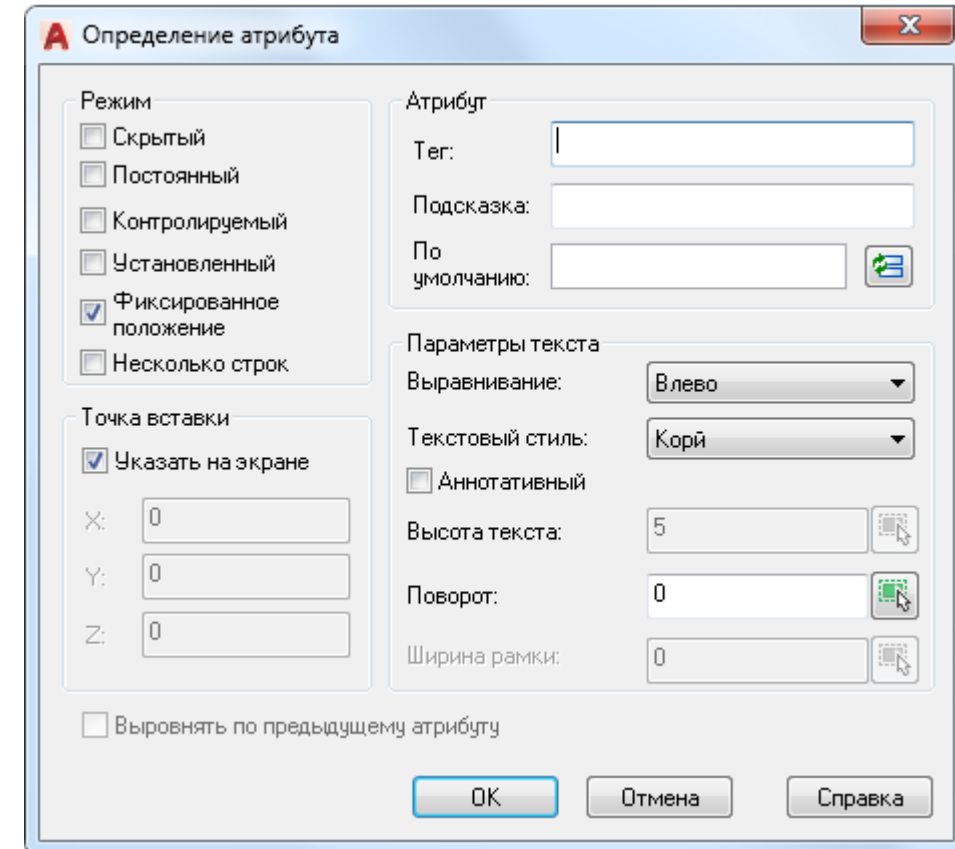 Определение атрибута
Режим
Скрытый
Постоянный
Контролируемый
Установленный
Фиксированное
положение
Несколько строк
Точка вставки
Указать на экране
X: 0
Y: 0
Z: 0
Атрибут
Тег:
Подсказка:
По
умолчанию:
Параметры текста
Выравнивание: Влево
Текстовый стиль: Корй
Аннотативный
Высота текста: 5
Поворот: 0
Ширина рамки: 0
Выровнять по предыдущему атрибуту
OK Отмена Справка